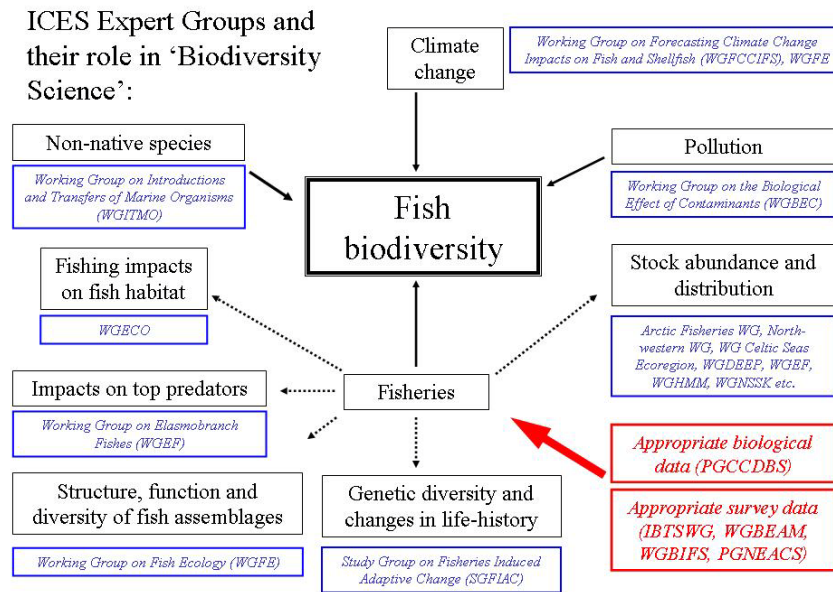 ICES Expert Groups and
their role in ‘Biodiversity
Science’:
Climate
change
Working Group on Forecasting Climate Change
Impacts on Fish and Shellfish (WGFCCIFS), WGFE
Non-native species
Working Group on Introductions
and Transfers of Marine Organisms
(WGITMO)
Pollution
Working Group on the Biological
Effect of Contaminants (WGBEC)
Fish
biodiversity
Fishing impacts
on fish habitat
WGECO
Stock abundance and
distribution
Arctic Fisheries WG, North-
western WG, WG Celtic Seas
Ecoregion, WGDEEP, WGEF,
WGHMM, WGNSSK etc.
Impacts on top predators
Working Group on Elasmobranch
Fishes (WGEF)
Fisheries
Appropriate biological
data (PGCCDBS)
Appropriate survey data
(IBTSWG, WGBEAM,
WGBIFS, PGNEACS)
Structure, function and
diversity of fish assemblages
Working Group on Fish Ecology (WGFE)
Genetic diversity and
changes in life-history
Study Group on Fisheries Induced
Adaptive Change (SGFIAC)